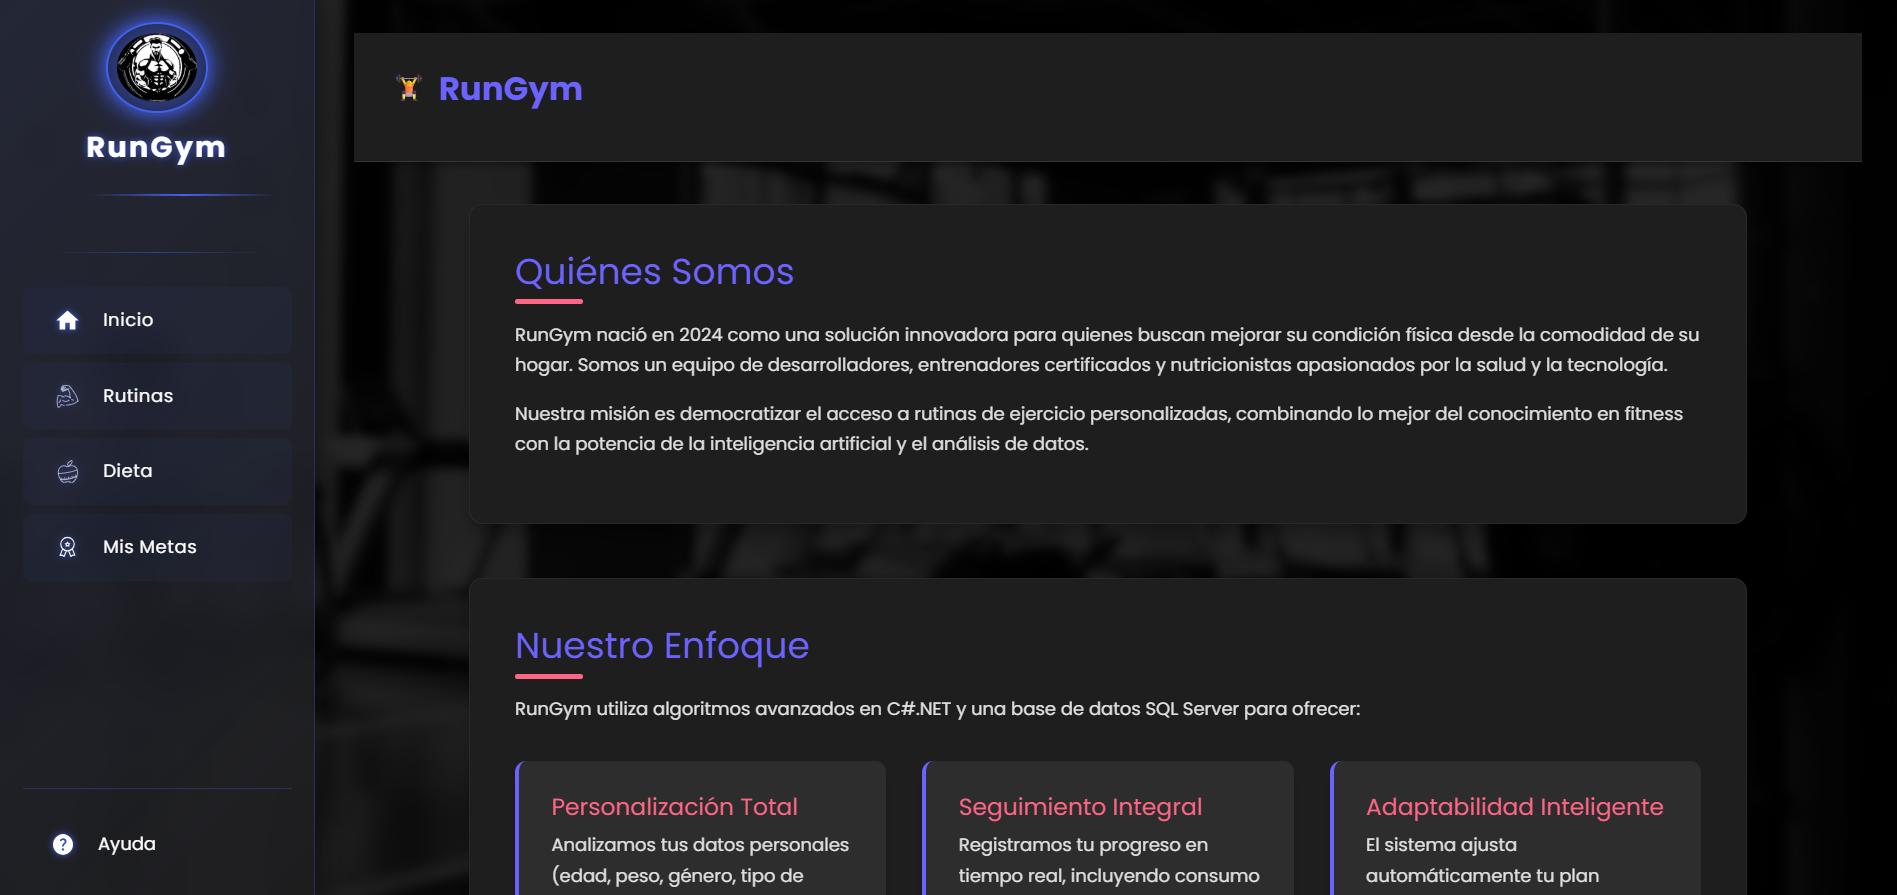 RunGym
Inicio
Rutinas
Dieta
Mis Metas
Ayuda
RunGym
Quiénes Somos
RunGym nació en 2024 como una solución innovadora para quienes buscan mejorar su condición física desde la comodidad de su
hogar. Somos un equipo de desarrolladores, entrenadores certificados y nutricionistas apasionados por la salud y la tecnología.
Nuestra misión es democratizar el acceso a rutinas de ejercicio personalizadas, combinando lo mejor del conocimiento en fitness
con la potencia de la inteligencia artificial y el análisis de datos.
Nuestro Enfoque
RunGym utiliza algoritmos avanzados en C#.NET y una base de datos SQL Server para ofrecer:
Personalización Total
Analizamos tus datos personales
(edad, peso, género, tipo de
Seguimiento Integral
Registramos tu progreso en
tiempo real, incluyendo consumo
Adaptabilidad Inteligente
El sistema ajusta
automáticamente tu plan